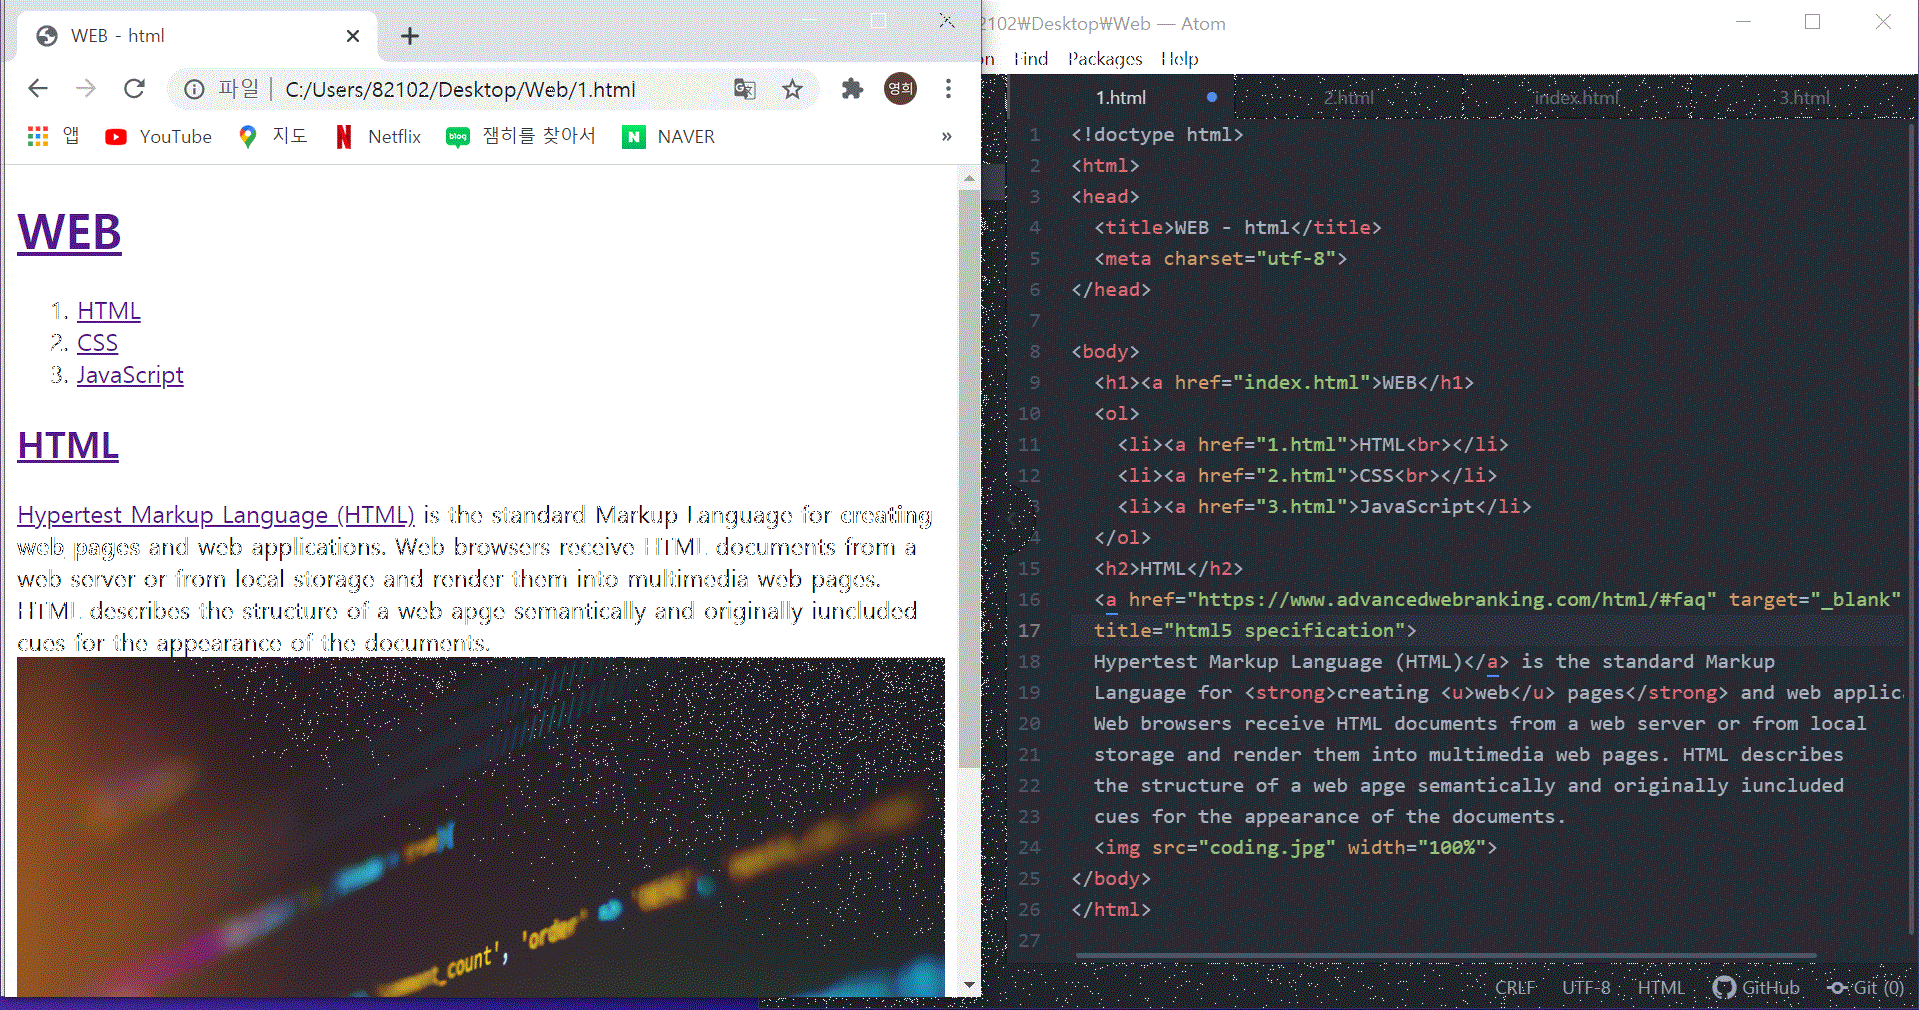 WEB - html
파일 | C:/Users/82102/Desktop/Web/1.html
영희
앱 YouTube 지도 Netflix blog 잼히를 찾아서 N NAVER »
WEB
1. HTML
2. CSS
3. JavaScript
HTML
Hypertest Markup Language (HTML) is the standard Markup Language for creating
web pages and web applications. Web browsers receive HTML documents from a
web server or from local storage and render them into multimedia web pages.
HTML describes the structure of a web apge semantically and originally iuncluded
cues for the appearance of the documents.
'order'
_count',
2102₩Desktop₩Web — Atom
Find Packages Help
1.html 2.html index.html 3.html
1 <!doctype html>
2 <html>
3 <head>
4 <title>WEB - html</title>
5 <meta charset="utf-8">
6 </head>
7
8 <body>
9 <h1><a href="index.html">WEB</h1>
10 <ol>
11 <li><a href="1.html">HTML<br></li>
12 <li><a href="2.html">CSS<br></li>
3 <li><a href="3.html">JavaScript</li>
4 </ol>
15 <h2>HTML</h2>
16 <a href="https://www.advancedwebranking.com/html/#faq" target="_blank"
17 title="html5 specification">
18 Hypertest Markup Language (HTML)</a> is the standard Markup
19 Language for <strong>creating <u>web</u> pages</strong> and web applic
20 Web browsers receive HTML documents from a web server or from local
21 storage and render them into multimedia web pages. HTML describes
22 the structure of a web apge semantically and originally iuncluded
23 cues for the appearance of the documents.
24 <img src="coding.jpg" width="100%">
25 </body>
26 </html>
27
CRLF UTF-8 HTML GitHub Git (0)